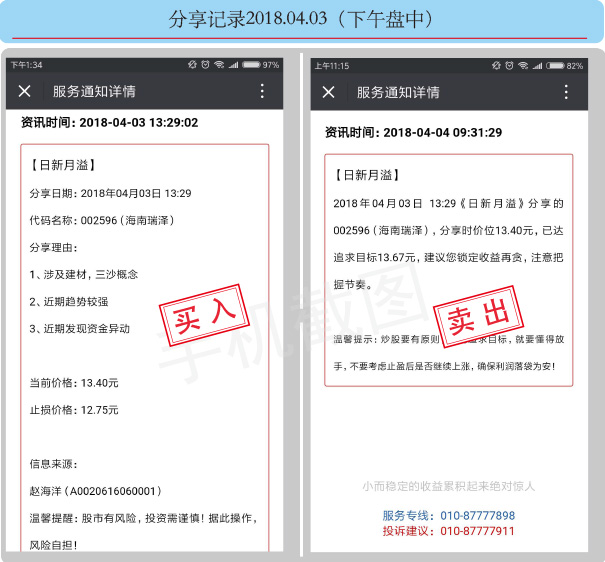 分享记录2018.04.03（下午盘中）
下午1:34
97%
服务通知详情
资讯时间: 2018-04-03 13:29:02
【日新月溢】
分享日期: 2018年04月03日 13:29
代码名称: 002596 (海南瑞泽)
分享理由:
1、涉及建材，三沙概念
2、近期趋势较强
3、近期发现资金异动
买入
当前价格: 13.40元
止损价格: 12.75元
信息来源:
赵海洋 (A0020616060001)
温馨提醒: 股市有风险，投资需谨慎! 据此操作，
风险自担!
上午11:15
82%
服务通知详情
资讯时间: 2018-04-04 09:31:29
【日新月溢】
2018年04月03日 13:29《日新月溢》分享的
002596 (海南瑞泽) , 分享时价位13.40元, 已达
追求目标13.67元, 建议您锁定收益再贪, 注意把
握节奏。
卖出
温馨提示: 炒股要有原则 求目标, 就要懂得放
手, 不要考虑止盈后是否继续上涨, 确保利润落袋为安!
小而稳定的收益累积起来绝对惊人
服务专线: 010-87777898
投诉建议: 010-87777911
手机截图